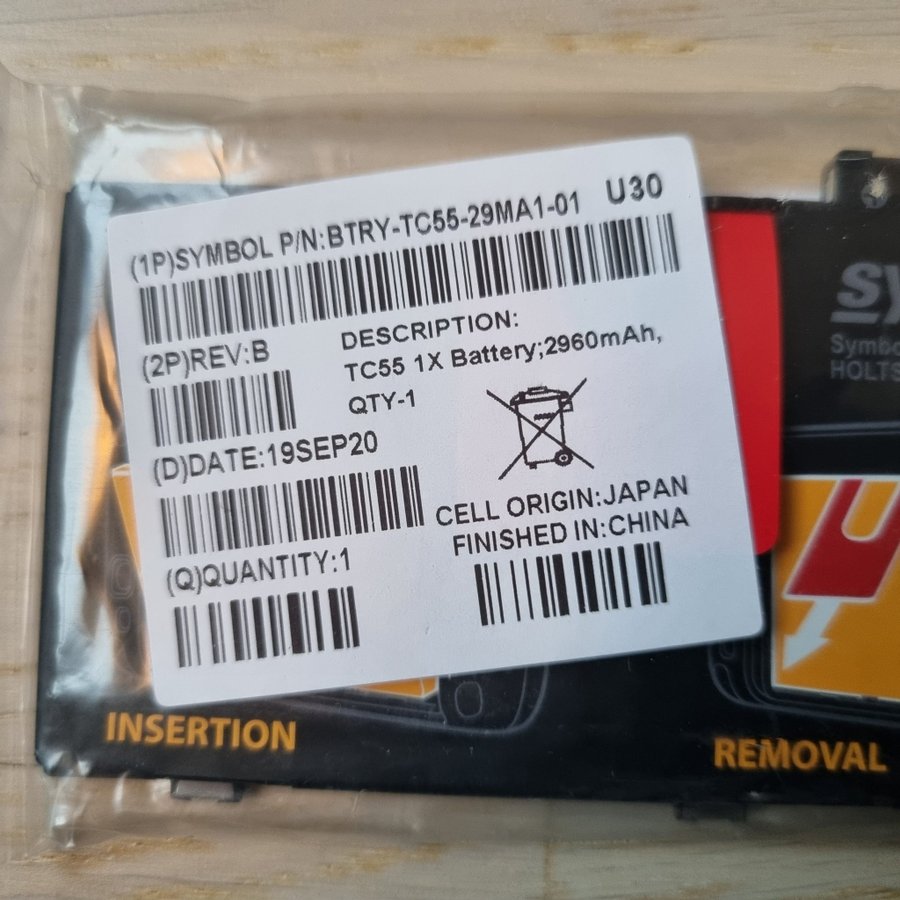 (1P)SYMBOL P/N:BTRY-TC55-29MA1-01 U30
(2P)REV:B
DESCRIPTION:
TC55 1X Battery;2960mAh,
QTY-1
(D)DATE:19SEP20
CELL ORIGIN:JAPAN
FINISHED IN:CHINA
(Q)QUANTITY:1
INSERTION
REMOVAL